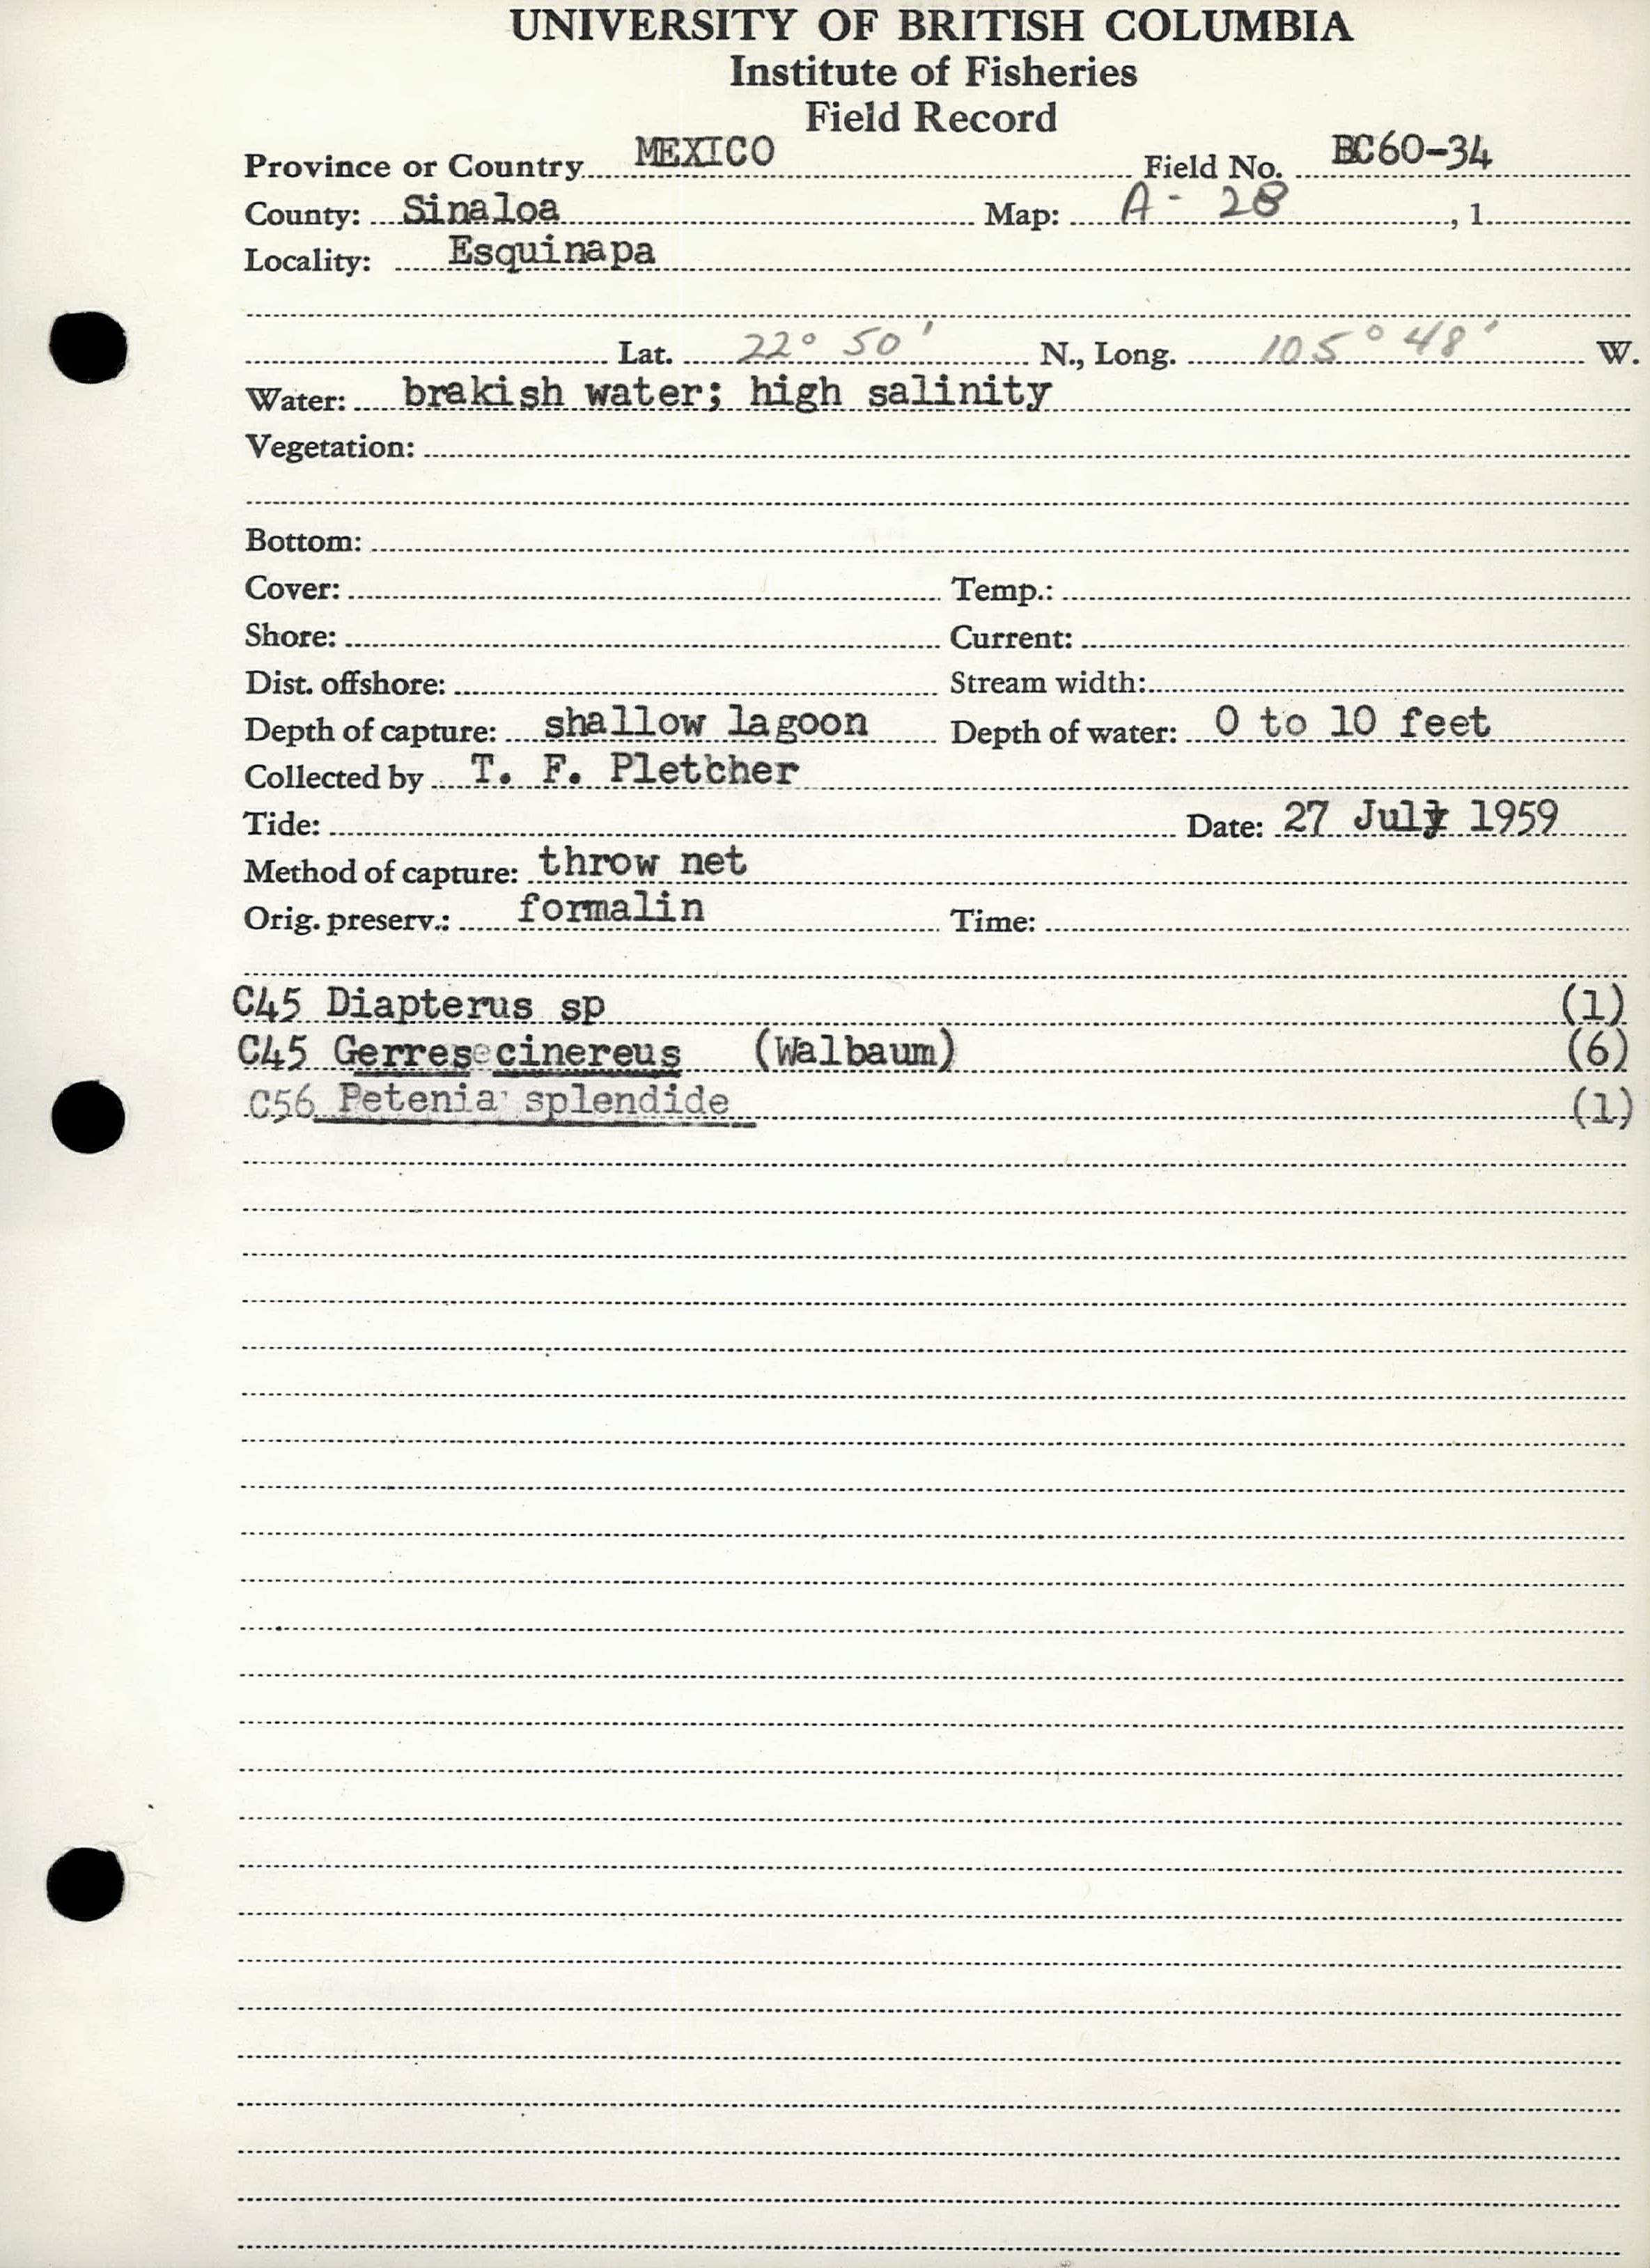 UNIVERSITY OF BRITISH COLUMBIA
Institute of Fisheries
Field Record
Province or Country MEXICO Field No. BC60-34
County: Sinaloa Map: A - 28 , 1
Locality: Esquinapa
Lat. 22° 50' N., Long. 105° 48' W.
Water: brakish water; high salinity
Vegetation:
Bottom:
Cover: Temp.:
Shore: Current:
Dist. offshore: Stream width:
Depth of capture: shallow lagoon Depth of water: 0 to 10 feet
Collected by T. F. Pletcher
Tide: Date: 27 July 1959
Method of capture: throw net
Orig. preserv.: formalin Time:
C45 Diapterus sp (1)
C45 Gerres cinereus (Walbaum) (6)
C56 Petenia splendide (1)